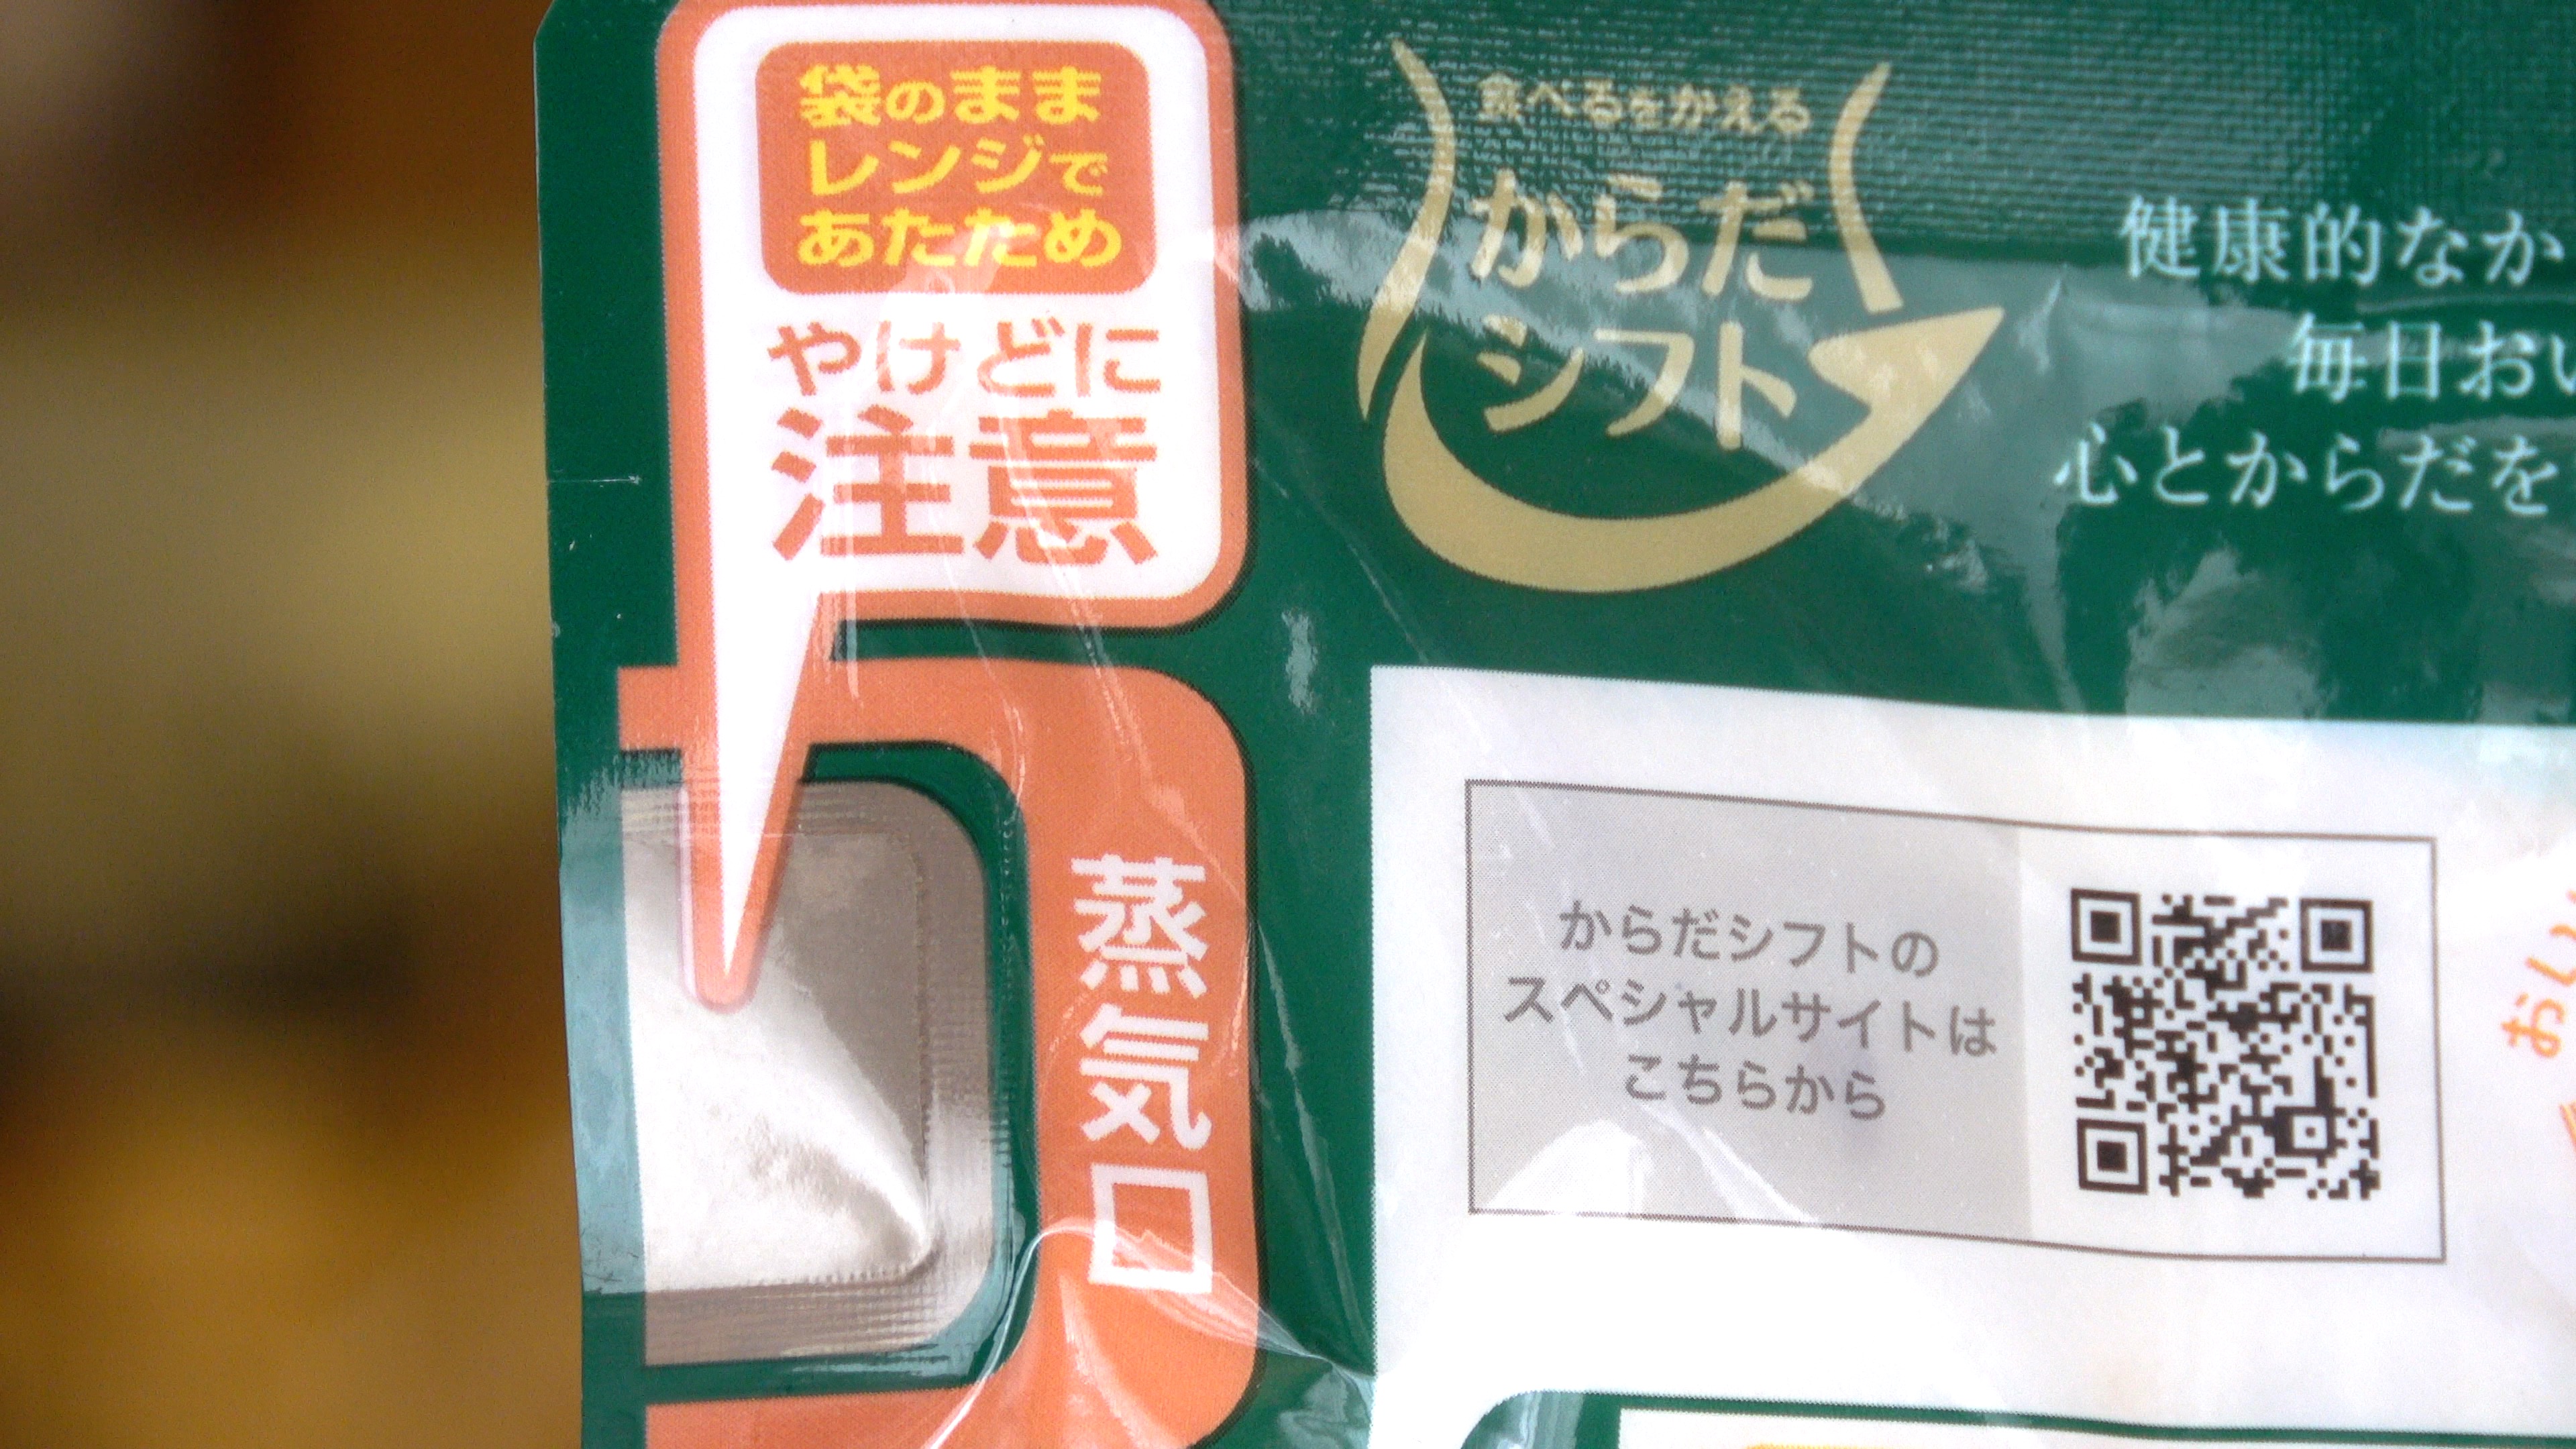 袋のまま
レンジで
あたため
やけどに
注意
蒸気口
食べるをかえる
からだ
シフト
健康的なか
毎日おい
心とからだを
からだシフトの
スペシャルサイトは
こちらから
おい